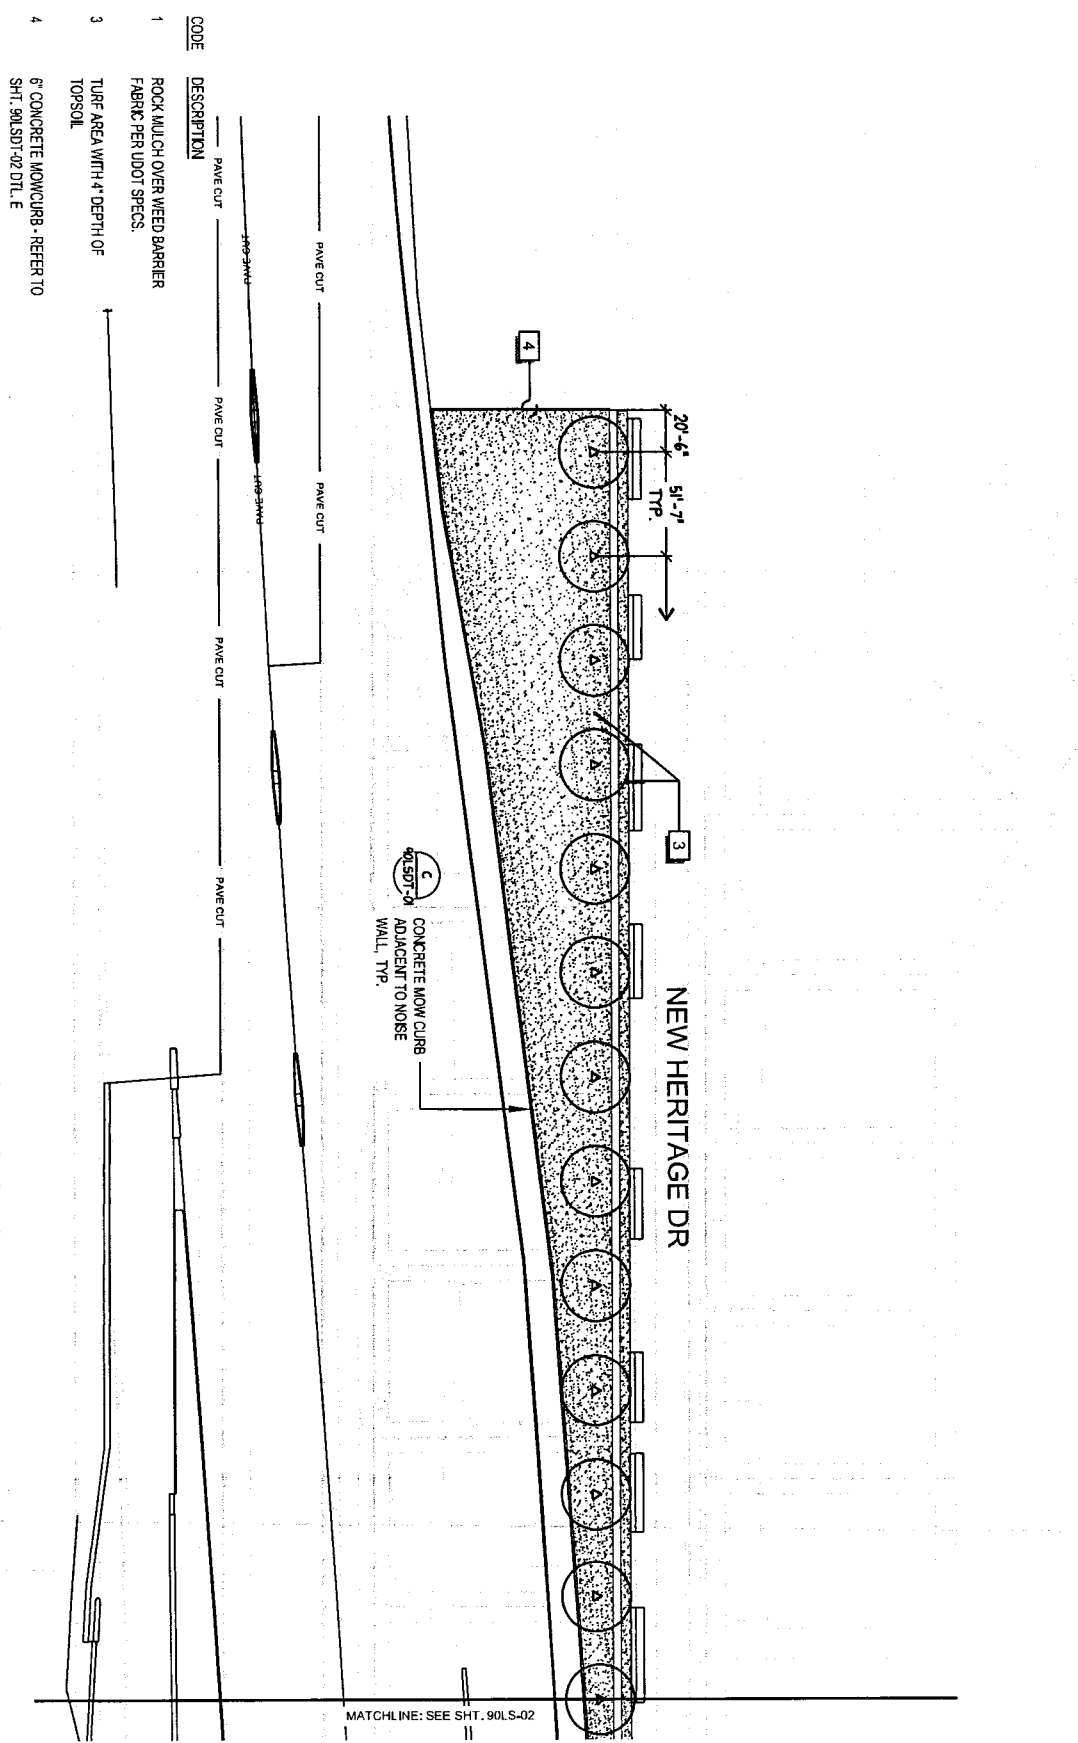 CODE DESCRIPTION
1 ROCK MULCH OVER WEED BARRIER
FABRIC PER UDOT SPECS.
3 TURF AREA WITH 4" DEPTH OF
TOPSOIL
4 6" CONCRETE MOWCURB - REFER TO
SHT. 90LSDT-02 DTL. E
PAVE CUT
PAVE CUT
PAVE CUT
PAVE CUT
PAVE CUT
PAVE CUT
PAVE CUT
PAVE CUT
4
20'-6"
51'-7"
TYP.
3
NEW HERITAGE DR
C
90LSDT-01
CONCRETE MOW CURB
ADJACENT TO NOISE
WALL, TYP.
MATCHLINE: SEE SHT. 90LS-02